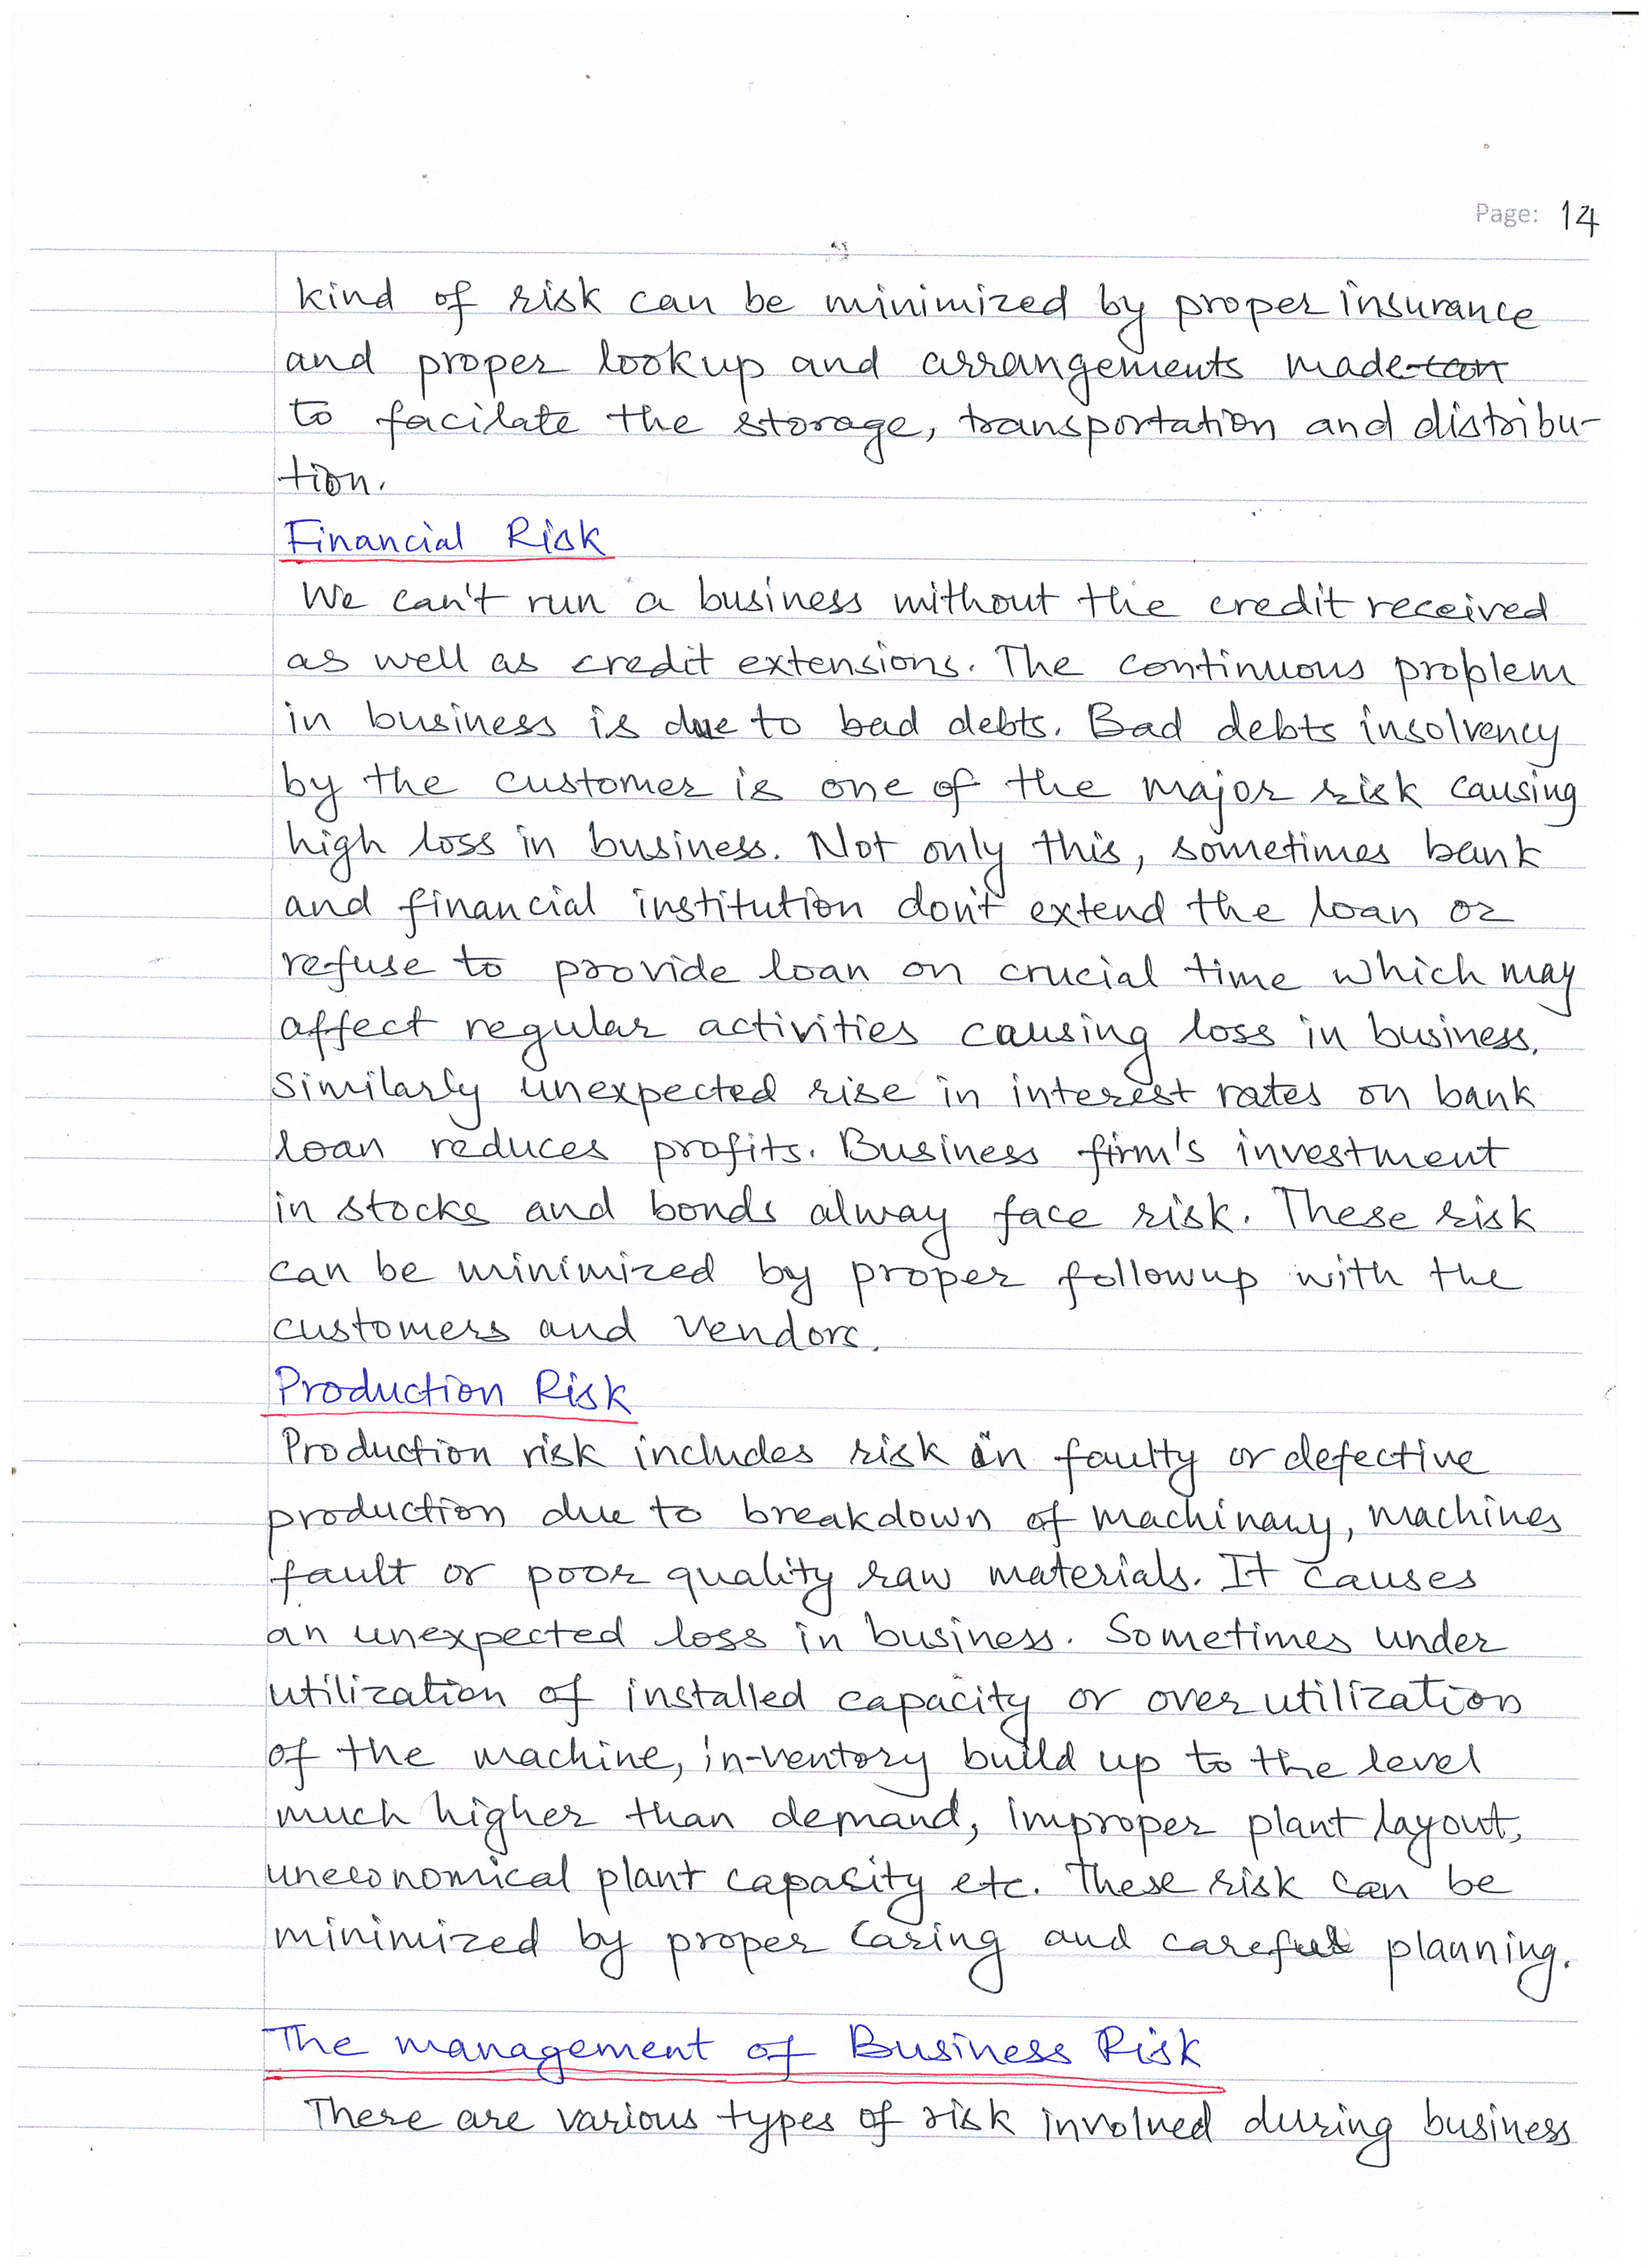 Page: 14
kind of risk can be minimized by proper insurance
and proper lookup and arrangements made
to facilate the storage, transportation and distribu-
tion.
Financial Risk
We can't run a business without the credit received
as well as credit extensions. The continuous problem
in business is due to bad debts. Bad debts insolvency
by the customer is one of the major risk causing
high loss in business. Not only this, sometimes bank
and financial institution don't extend the loan or
refuse to provide loan on crucial time which may
affect regular activities causing loss in business.
Similarly unexpected rise in interest rates on bank
loan reduces profits. Business firm's investment
in stocks and bonds alway face risk. These risk
can be minimized by proper followup with the
customers and vendors.
Production Risk
Production risk includes risk in faulty or defective
production due to breakdown of machinary, machines
fault or poor quality raw materials. It causes
an unexpected loss in business. Sometimes under
utilization of installed capacity or over utilization
of the machine, in-ventory build up to the level
much higher than demand, improper plant layout,
uneconomical plant capasity etc. These risk can be
minimized by proper caring and careful planning.
The management of Business Risk
There are various types of risk involved during business